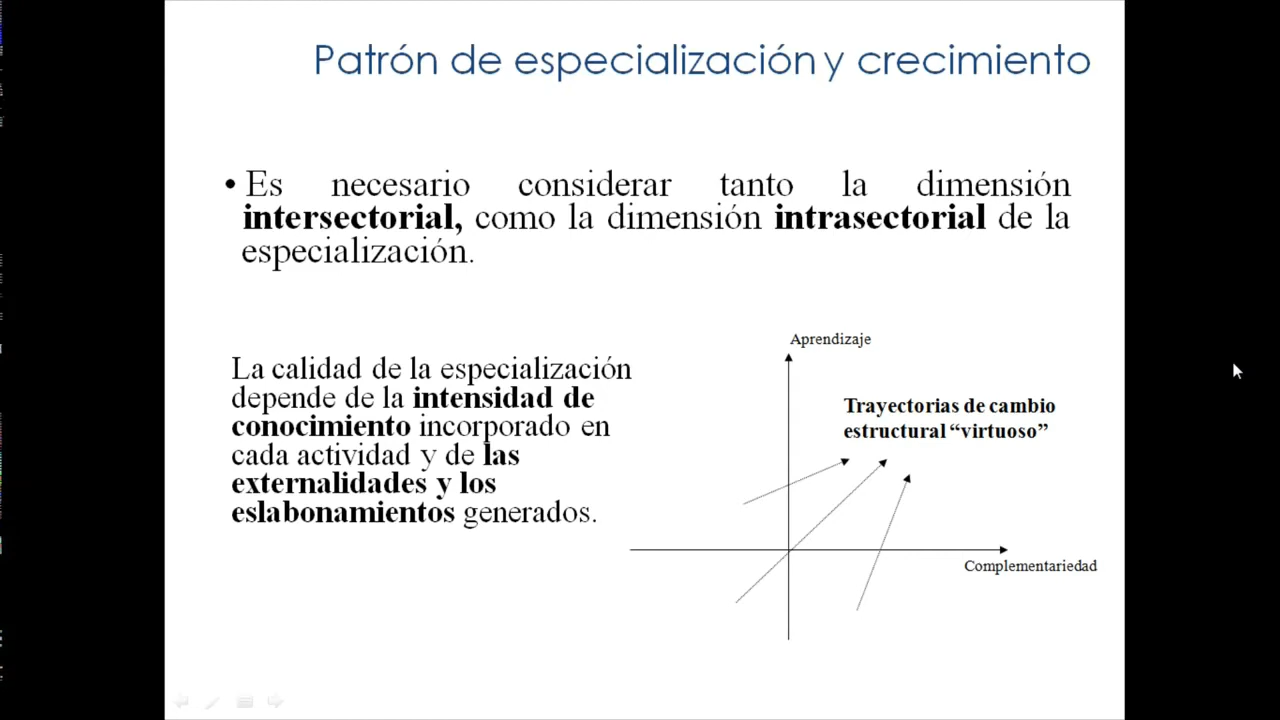 Patrón de especialización y crecimiento
• Es necesario considerar tanto la dimensión
intersectorial, como la dimensión intrasectorial de la
especialización.
La calidad de la especialización
depende de la intensidad de
conocimiento incorporado en
cada actividad y de las
externalidades y los
eslabonamientos generados.
Aprendizaje
Trayectorias de cambio
estructural “virtuoso”
Complementariedad